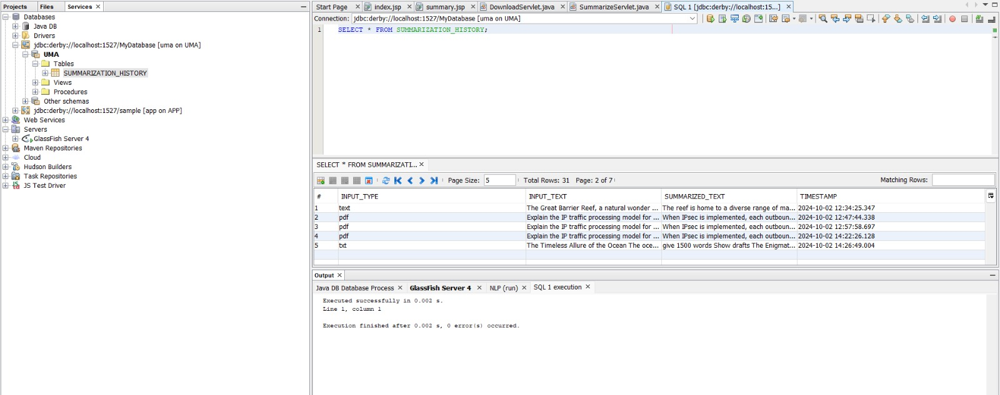 Projects Files Services
Databases
Java DB
Drivers
jdbc:derby://localhost:1527/MyDatabase [uma on UMA]
UMA
Tables
SUMMARIZATION_HISTORY
Views
Procedures
Other schemas
jdbc:derby://localhost:1527/sample [app on APP]
Web Services
Servers
GlassFish Server 4
Maven Repositories
Cloud
Hudson Builders
Task Repositories
JS Test Driver
Start Page index.jsp summary.jsp DownloadServlet.java SummarizeServlet.java SQL 1 [jdbc:derby://localhost:15...]
Connection: jdbc:derby://localhost:1527/MyDatabase [uma on UMA]
1 SELECT * FROM SUMMARIZATION_HISTORY;
SELECT * FROM SUMMARIZATI...
Page Size: 5 Total Rows: 31 Page: 2 of 7 Matching Rows:
# INPUT_TYPE INPUT_TEXT SUMMARIZED_TEXT TIMESTAMP
1 text The Great Barrier Reef, a natural wonder ... The reef is home to a diverse range of ma... 2024-10-02 12:34:25.347
2 pdf Explain the IP traffic processing model for ... When IPsec is implemented, each outboun... 2024-10-02 12:47:44.338
3 pdf Explain the IP traffic processing model for ... When IPsec is implemented, each outboun... 2024-10-02 12:57:58.697
4 pdf Explain the IP traffic processing model for ... When IPsec is implemented, each outboun... 2024-10-02 14:22:26.128
5 txt The Timeless Allure of the Ocean The oce... give 1500 words Show drafts The Enigmat... 2024-10-02 14:26:49.004
Output
Java DB Database Process GlassFish Server 4 NLP (run) SQL 1 execution
Executed successfully in 0.002 s.
Line 1, column 1
Execution finished after 0.002 s, 0 error(s) occurred.